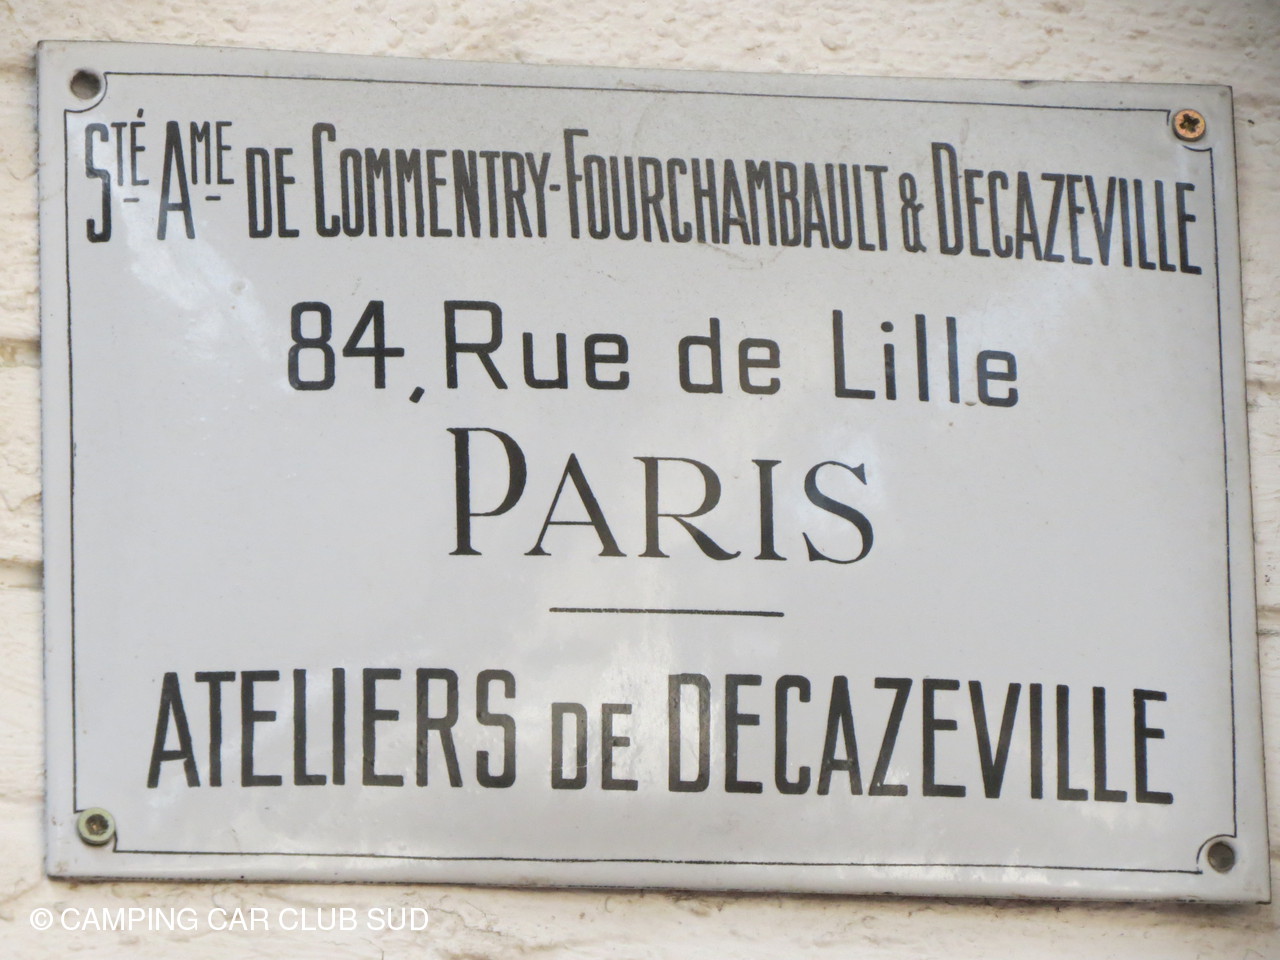 STÉ AME DE COMMENTRY-FOURCHAMBAULT & DECAZEVILLE
84, Rue de Lille
PARIS
ATELIERS DE DECAZEVILLE
© CAMPING CAR CLUB SUD